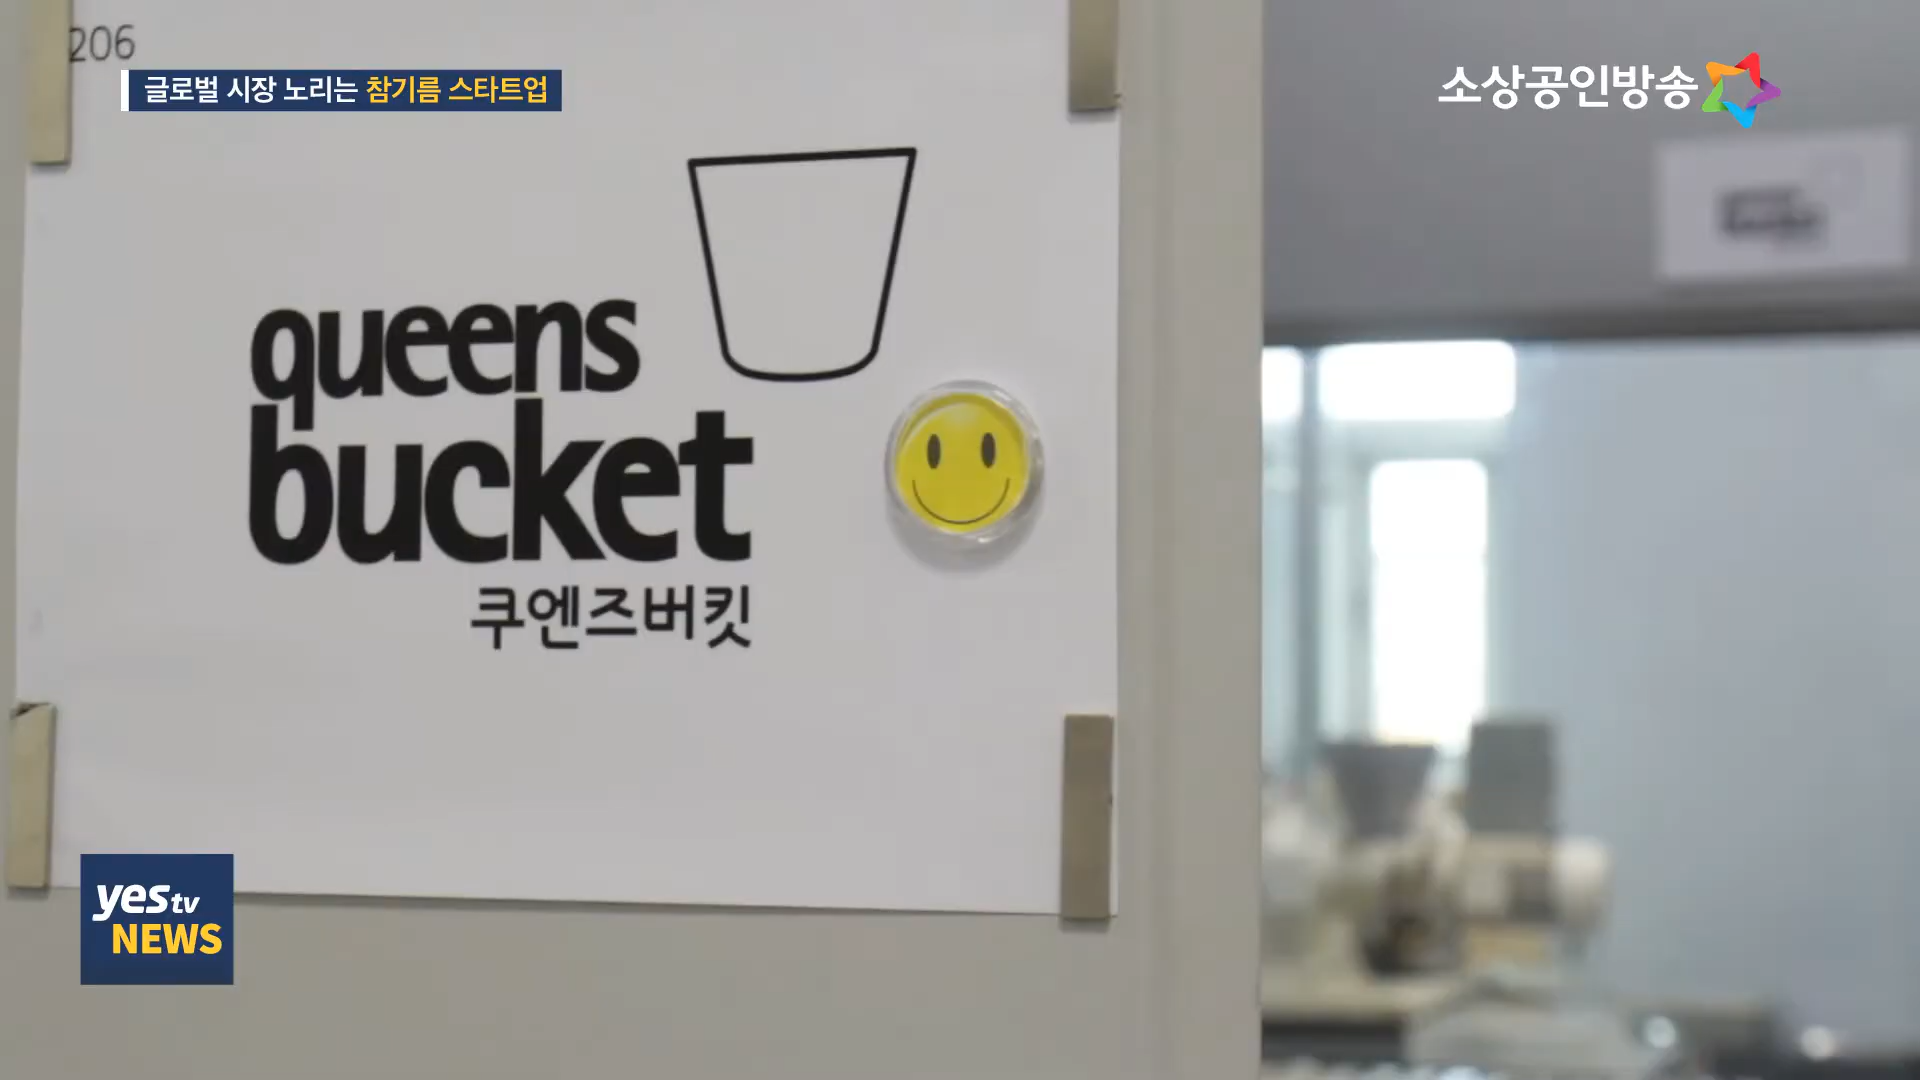 206
글로벌 시장 노리는 참기름 스타트업
소상공인방송
queens
bucket
쿠엔즈버킷
yes tv
NEWS